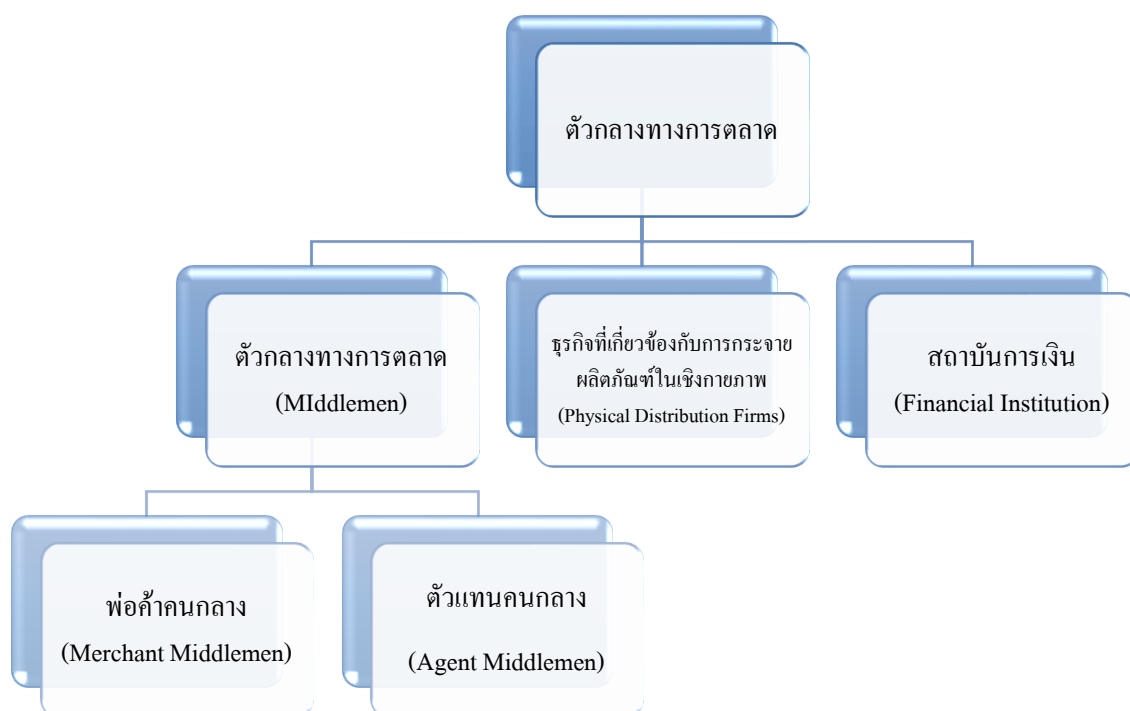 ตัวกลางทางการตลาด
ตัวกลางทางการตลาด
(MIddlemen)
ธุรกิจที่เกี่ยวข้องกับการกระจาย
ผลิตภัณฑ์ในเชิงกายภาพ
(Physical Distribution Firms)
สถาบันการเงิน
(Financial Institution)
พ่อค้าคนกลาง
(Merchant Middlemen)
ตัวแทนคนกลาง
(Agent Middlemen)